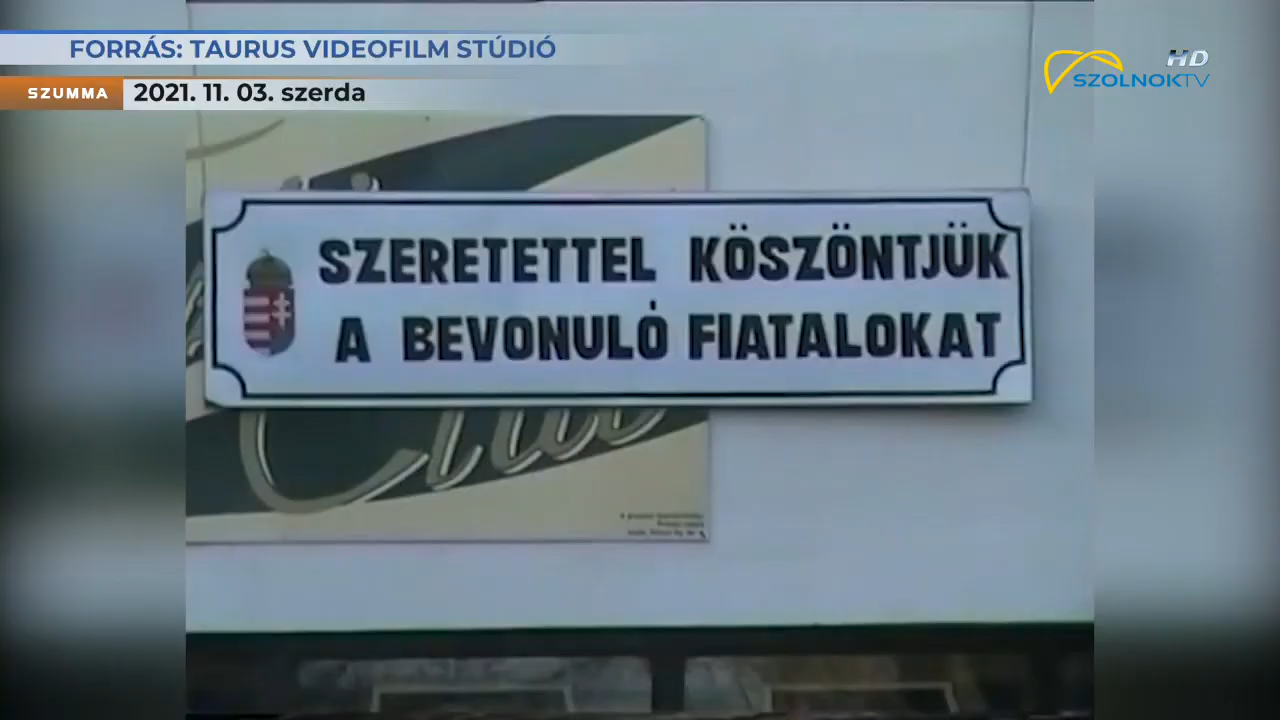 FORRÁS: TAURUS VIDEOFILM STÚDIÓ
SZUMMA 2021. 11. 03. szerda
HD
SZOLNOKTV
SZERETETTEL KÖSZÖNTJÜK
A BEVONULÓ FIATALOKAT